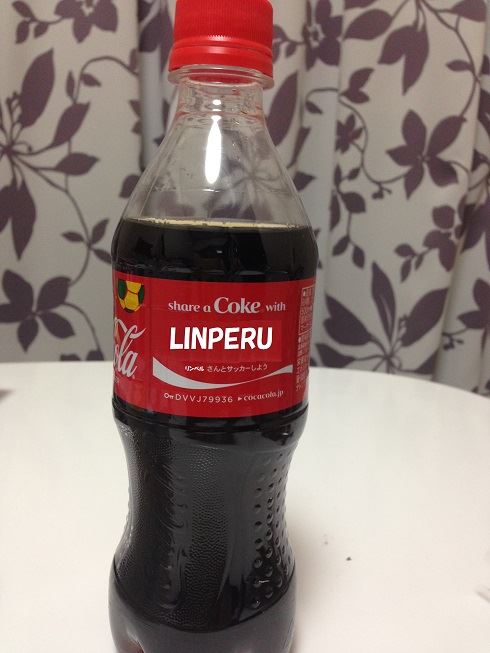 share a Coke with
LINPERU
リンペル さんとサッカーしよう
DVVJ79936 ▶cocacola.jp